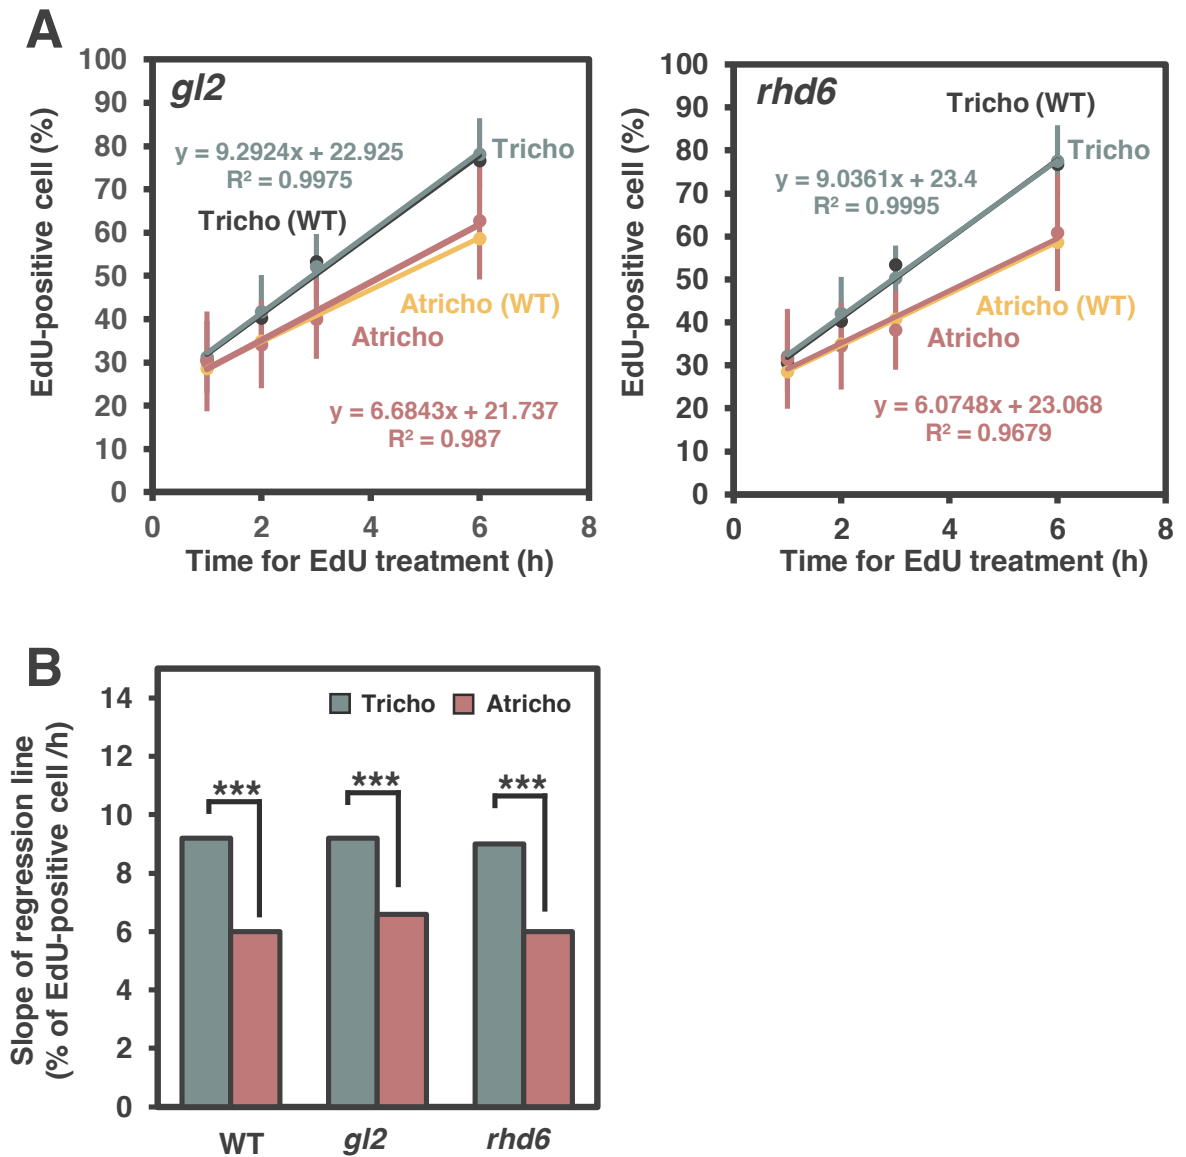 A
gl2
100
90
80
70
60
50
40
30
20
10
0
EdU-positive cell (%)
y = 9.2924x + 22.925
R² = 0.9975
Tricho
Tricho (WT)
Atricho (WT)
Atricho
y = 6.6843x + 21.737
R² = 0.987
0 2 4 6 8
Time for EdU treatment (h)
rhd6
100
90
80
70
60
50
40
30
20
10
0
EdU-positive cell (%)
Tricho (WT)
Tricho
y = 9.0361x + 23.4
R² = 0.9995
Atricho (WT)
Atricho
y = 6.0748x + 23.068
R² = 0.9679
0 2 4 6 8
Time for EdU treatment (h)
B
Slope of regression line
(% of EdU-positive cell /h)
14
12
10
8
6
4
2
0
Tricho Atricho
*** *** ***
WT gl2 rhd6